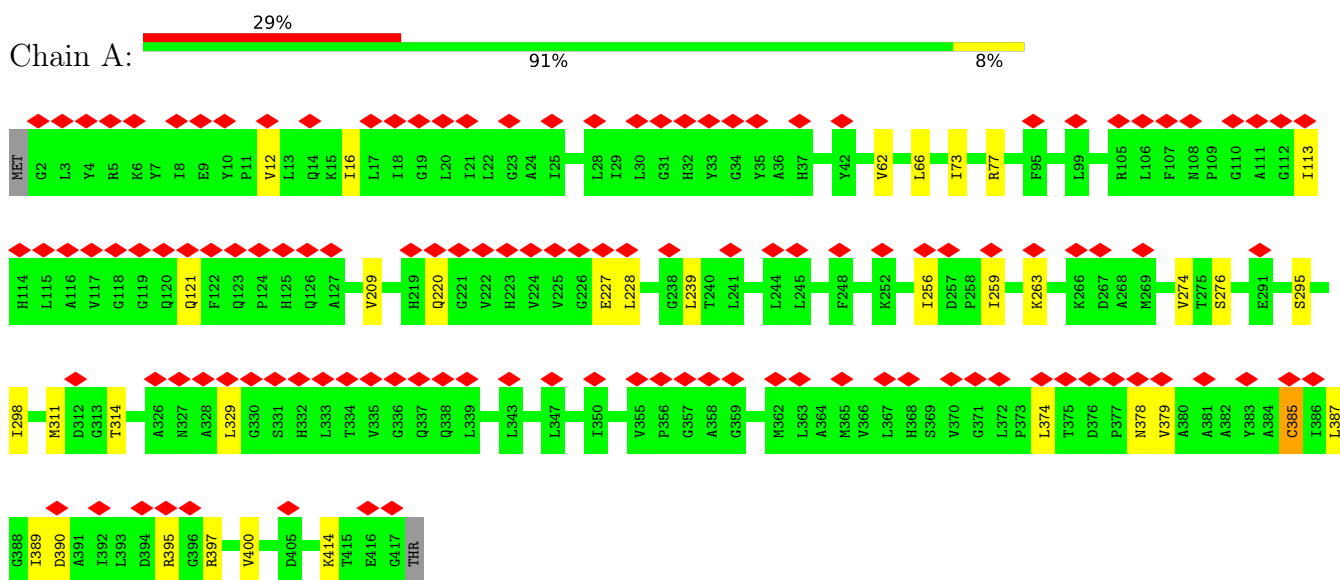 29%
Chain A:
91% 8%
MET G2 L3 Y4 R5 K6 Y7 I8 E9 Y10 P11 V12 L13 Q14 K15 I16 L17 I18 G19 L20 I21 L22 G23 A24 I25 L28 I29 L30 G31 H32 Y33 G34 Y35 A36 H37 Y42 V62 L66 I73 R77 F95 L99 R105 L106 F107 N108 P109 G110 A111 G112 I113
H114 L115 A116 V117 G118 G119 Q120 Q121 F122 Q123 P124 H125 Q126 A127 V209 H219 Q220 G221 V222 H223 V224 V225 G226 E227 L228 G238 L239 T240 L241 L244 L245 F248 K252 I256 D257 P258 I259 K263 K266 D267 A268 M269 V274 T275 S276 E291 S295
I298 M311 D312 G313 T314 A326 N327 A328 L329 G330 S331 H332 L333 T334 V335 G336 Q337 Q338 L339 L343 L347 I350 V355 P356 G357 A358 G359 M362 L363 A364 M365 V366 L367 H368 S369 V370 G371 L372 P373 L374 T375 D376 P377 N378 V379 A380 A381 A382 Y383 A384 C385 I386 L387
G388 I389 D390 A391 I392 L393 D394 R395 G396 R397 V400 D405 K414 T415 E416 G417 THR